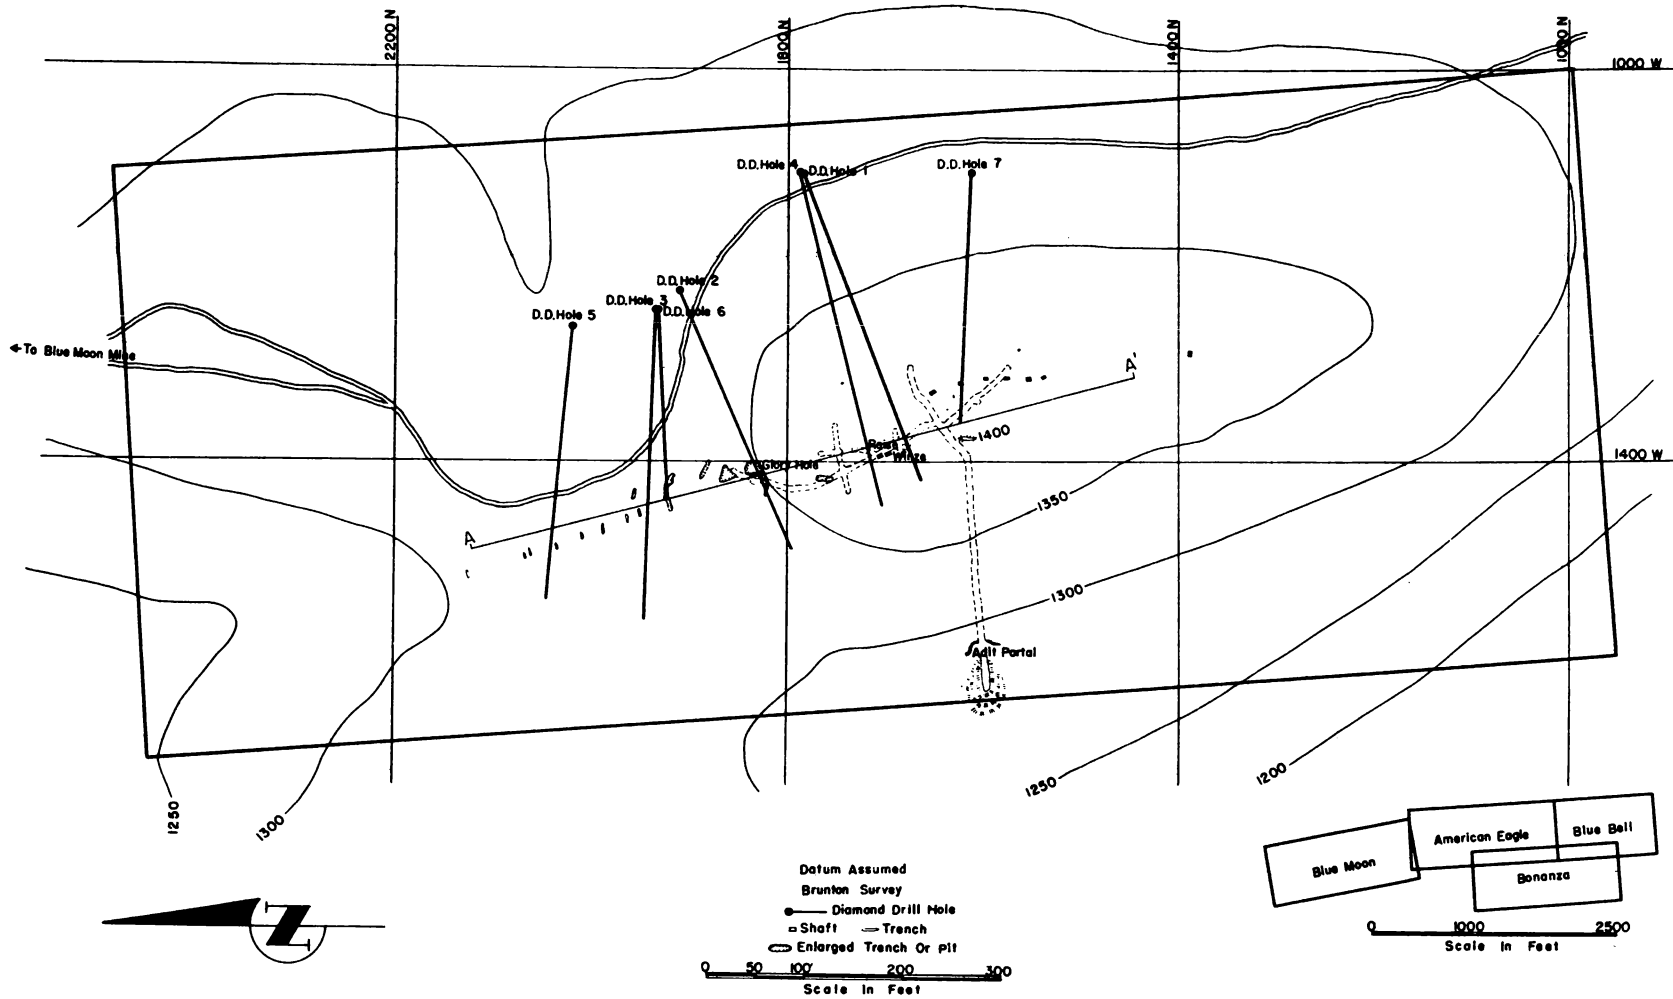 2200 N
1800 N
1400 N
1000 N
1000 W
D.D. Hole 4
D.D. Hole 1
D.D. Hole 7
D.D. Hole 2
D.D. Hole 3
D.D. Hole 6
D.D. Hole 5
To Blue Moon Mine
A'
1400
Raise
Winze
Glory Hole
1400 W
A
1350
1300
Adit Portal
1250
1200
1250
1300
American Eagle
Blue Bell
Blue Moon
Bonanza
0 1000 2500
Scale In Feet
N
Datum Assumed
Brunton Survey
Diamond Drill Hole
Shaft Trench
Enlarged Trench Or Pit
0 50 100' 200 300
Scale In Feet